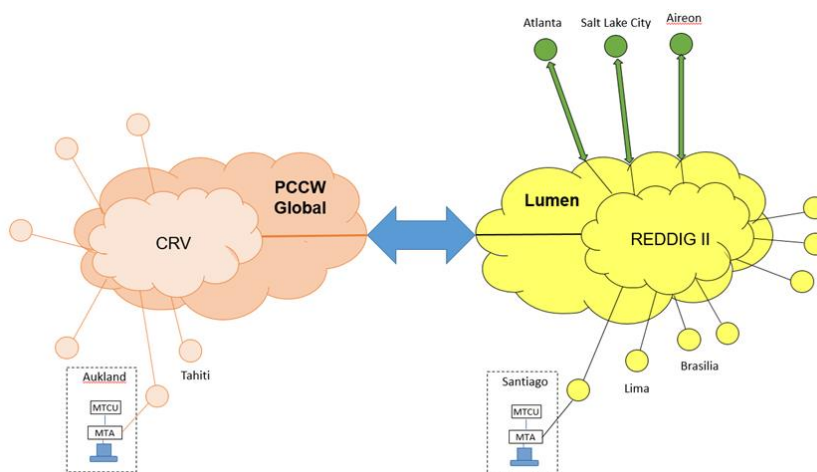 Atlanta
Salt Lake City
Aireon
PCCW
Global
CRV
Lumen
REDDIG II
Tahiti
Aukland
MTCU
MTA
Santiago
MTCU
MTA
Lima
Brasilia